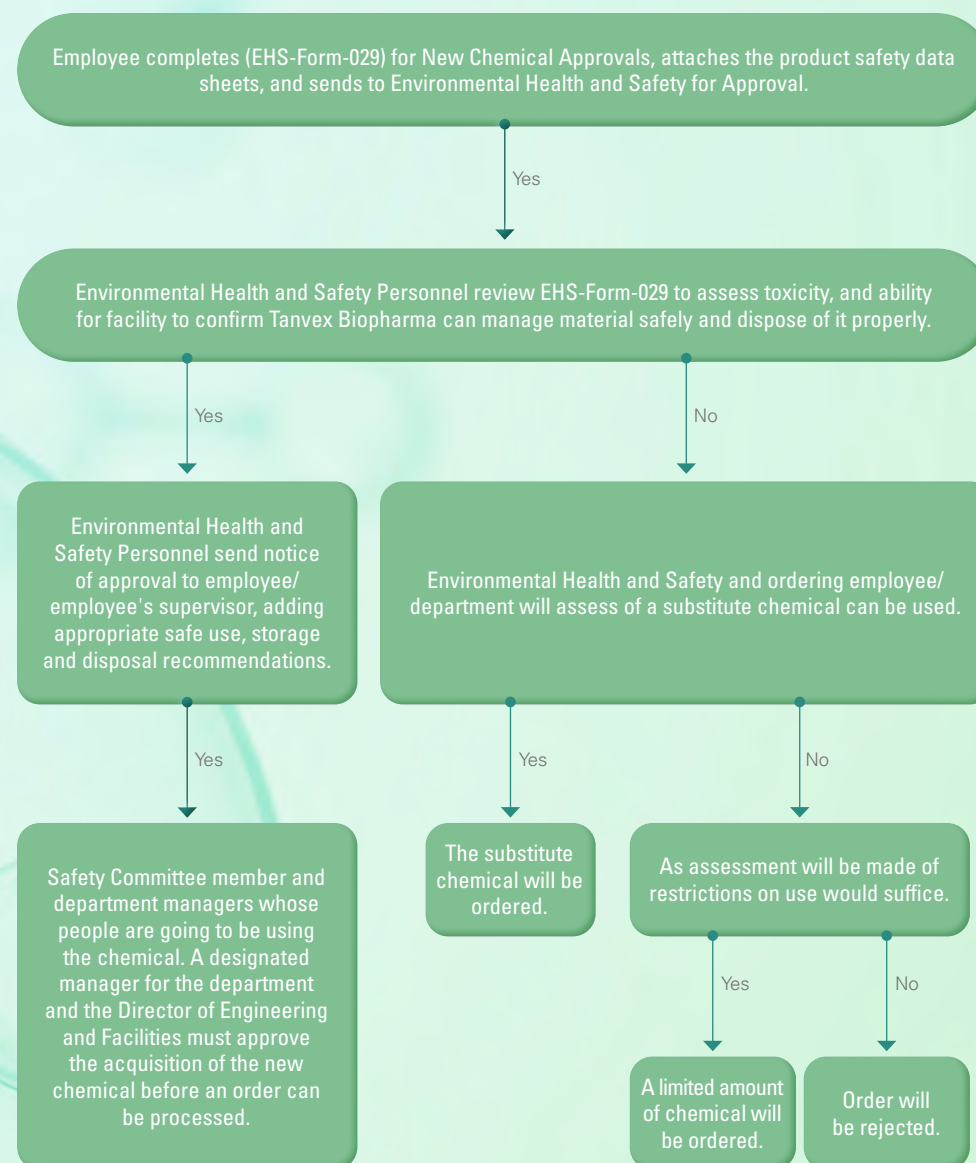 Employee completes (EHS-Form-029) for New Chemical Approvals, attaches the product safety data
sheets, and sends to Environmental Health and Safety for Approval.
Yes
Environmental Health and Safety Personnel review EHS-Form-029 to assess toxicity, and ability
for facility to confirm Tanvex Biopharma can manage material safely and dispose of it properly.
Yes
No
Environmental Health and
Safety Personnel send notice
of approval to employee/
employee's supervisor, adding
appropriate safe use, storage
and disposal recommendations.
Environmental Health and Safety and ordering employee/
department will assess of a substitute chemical can be used.
Yes
Yes
No
Safety Committee member and
department managers whose
people are going to be using
the chemical. A designated
manager for the department
and the Director of Engineering
and Facilities must approve
the acquisition of the new
chemical before an order can
be processed.
The substitute
chemical will be
ordered.
As assessment will be made of
restrictions on use would suffice.
Yes
No
A limited amount
of chemical will
be ordered.
Order will
be rejected.